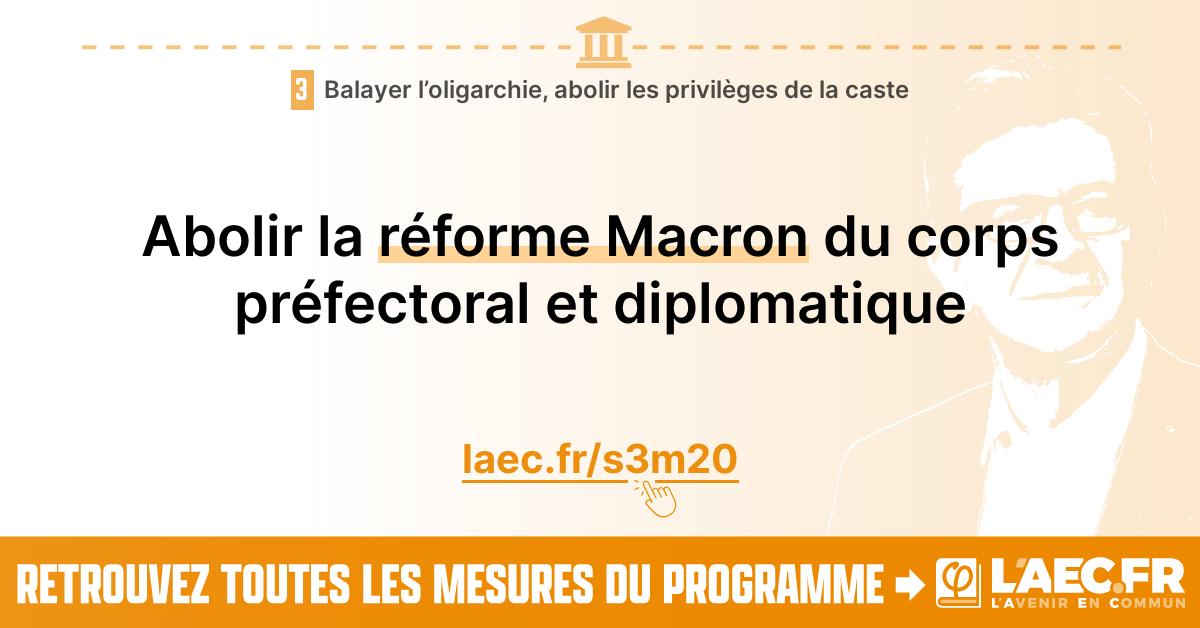 3 Balayer l’oligarchie, abolir les privilèges de la caste
Abolir la réforme Macron du corps
préfectoral et diplomatique
laec.fr/s3m20
RETROUVEZ TOUTES LES MESURES DU PROGRAMME
φ L'AEC.FR
L'AVENIR EN COMMUN